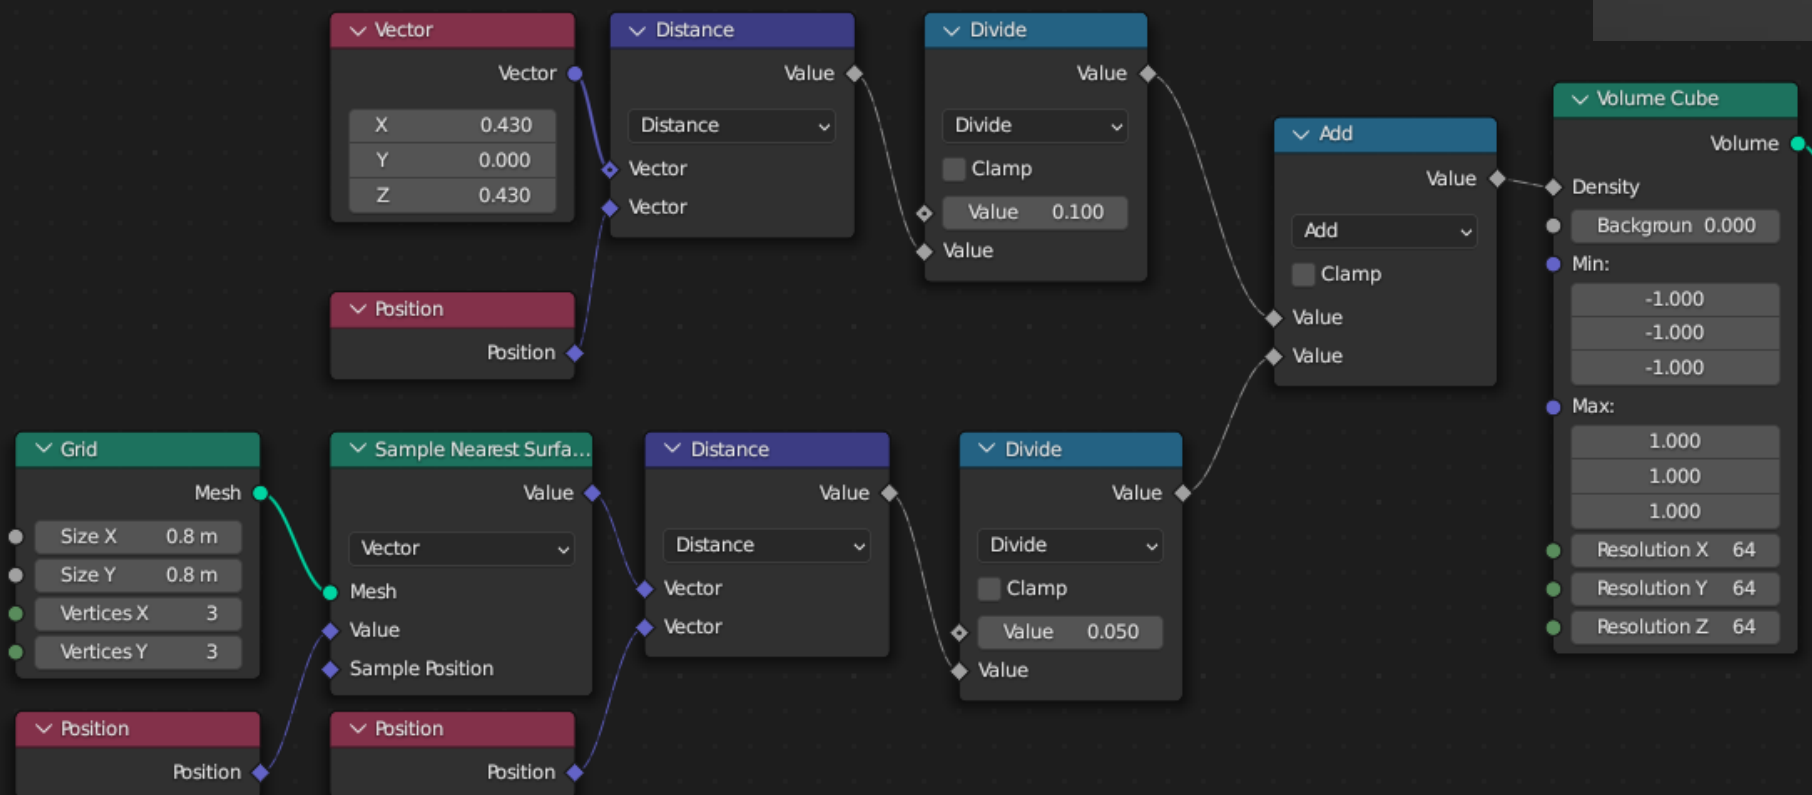 Vector
Vector
X 0.430
Y 0.000
Z 0.430
Position
Position
Distance
Value
Distance
Vector
Vector
Divide
Value
Divide
Clamp
Value 0.100
Value
Add
Value
Add
Clamp
Value
Value
Volume Cube
Volume
Density
Backgroun 0.000
Min:
-1.000
-1.000
-1.000
Max:
1.000
1.000
1.000
Resolution X 64
Resolution Y 64
Resolution Z 64
Grid
Mesh
Size X 0.8 m
Size Y 0.8 m
Vertices X 3
Vertices Y 3
Position
Position
Sample Nearest Surfa...
Value
Vector
Mesh
Value
Sample Position
Position
Position
Distance
Value
Distance
Vector
Vector
Divide
Value
Divide
Clamp
Value 0.050
Value